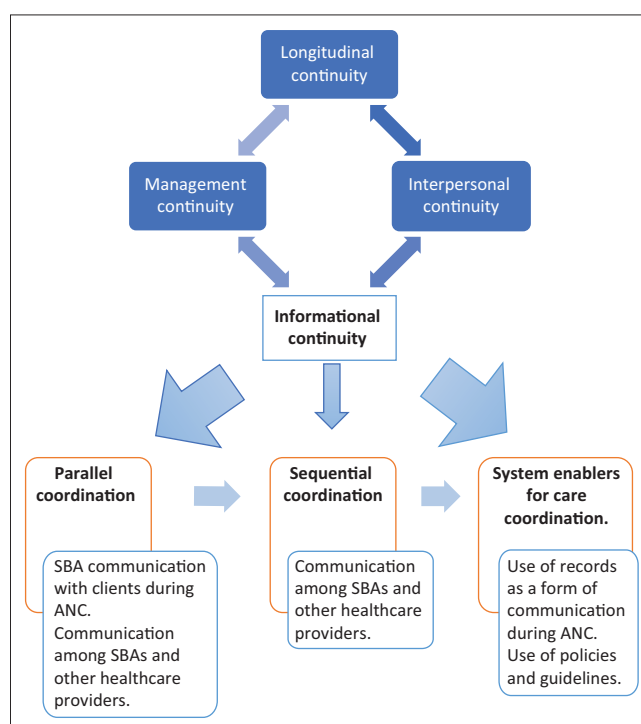 Longitudinal
continuity
Management
continuity
Interpersonal
continuity
Informational
continuity
Parallel
coordination
SBA communication
with clients during
ANC.
Communication
among SBAs and
other healthcare
providers.
Sequential
coordination
Communication
among SBAs and
other healthcare
providers.
System enablers
for care
coordination.
Use of records
as a form of
communication
during ANC.
Use of policies
and guidelines.